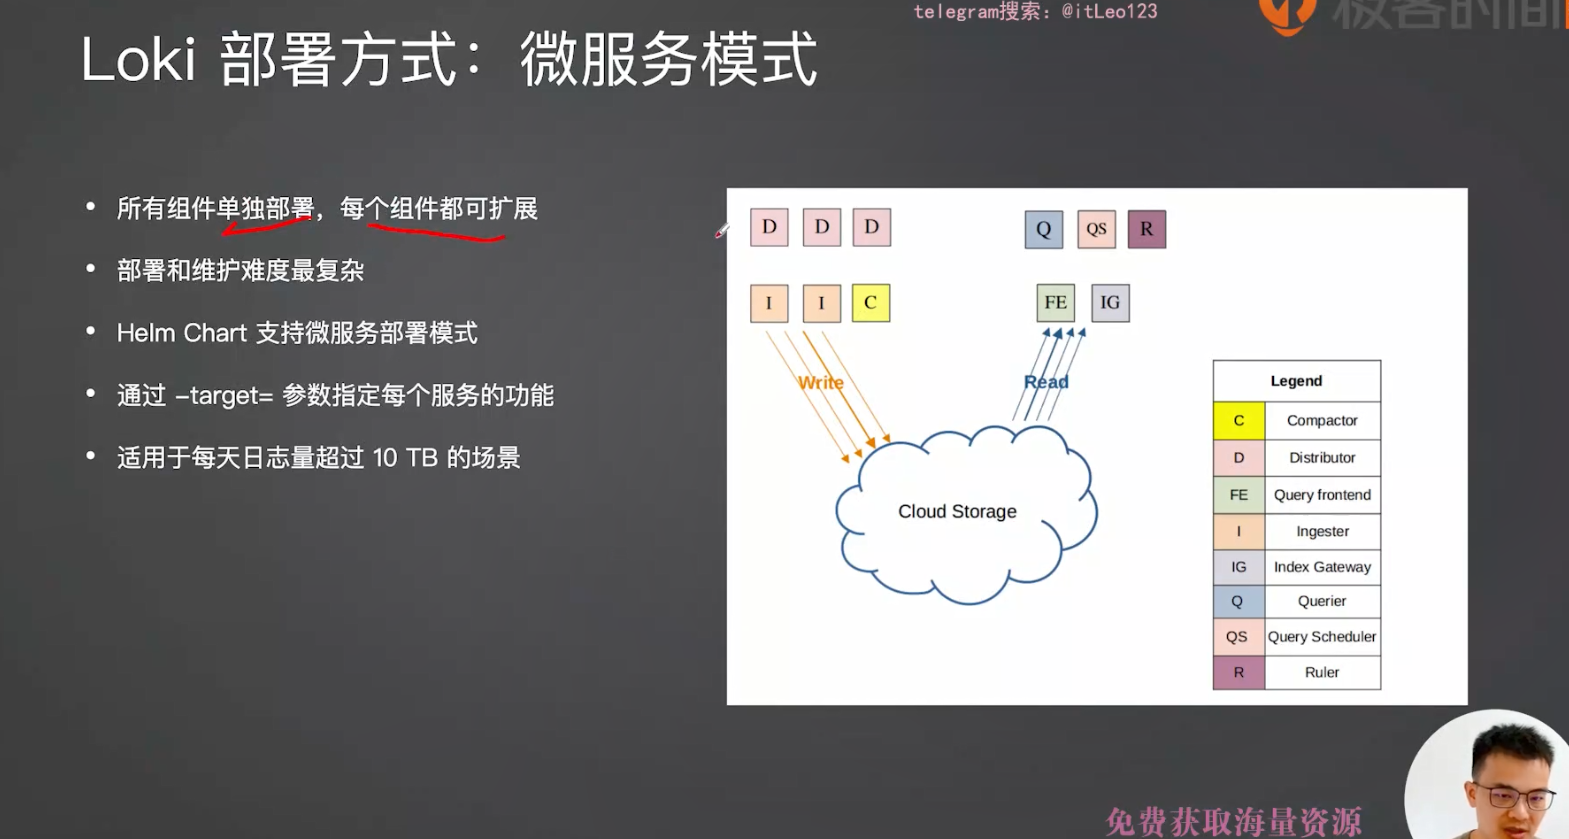 telegram搜索：@itLeo123
极客时间
Loki 部署方式：微服务模式
• 所有组件单独部署，每个组件都可扩展
• 部署和维护难度最复杂
• Helm Chart 支持微服务部署模式
• 通过 –target= 参数指定每个服务的功能
• 适用于每天日志量超过 10 TB 的场景
D D D
Q QS R
I I C
FE IG
Write
Read
Cloud Storage
Legend
C Compactor
D Distributor
FE Query frontend
I Ingester
IG Index Gateway
Q Querier
QS Query Scheduler
R Ruler
免费获取海量资源